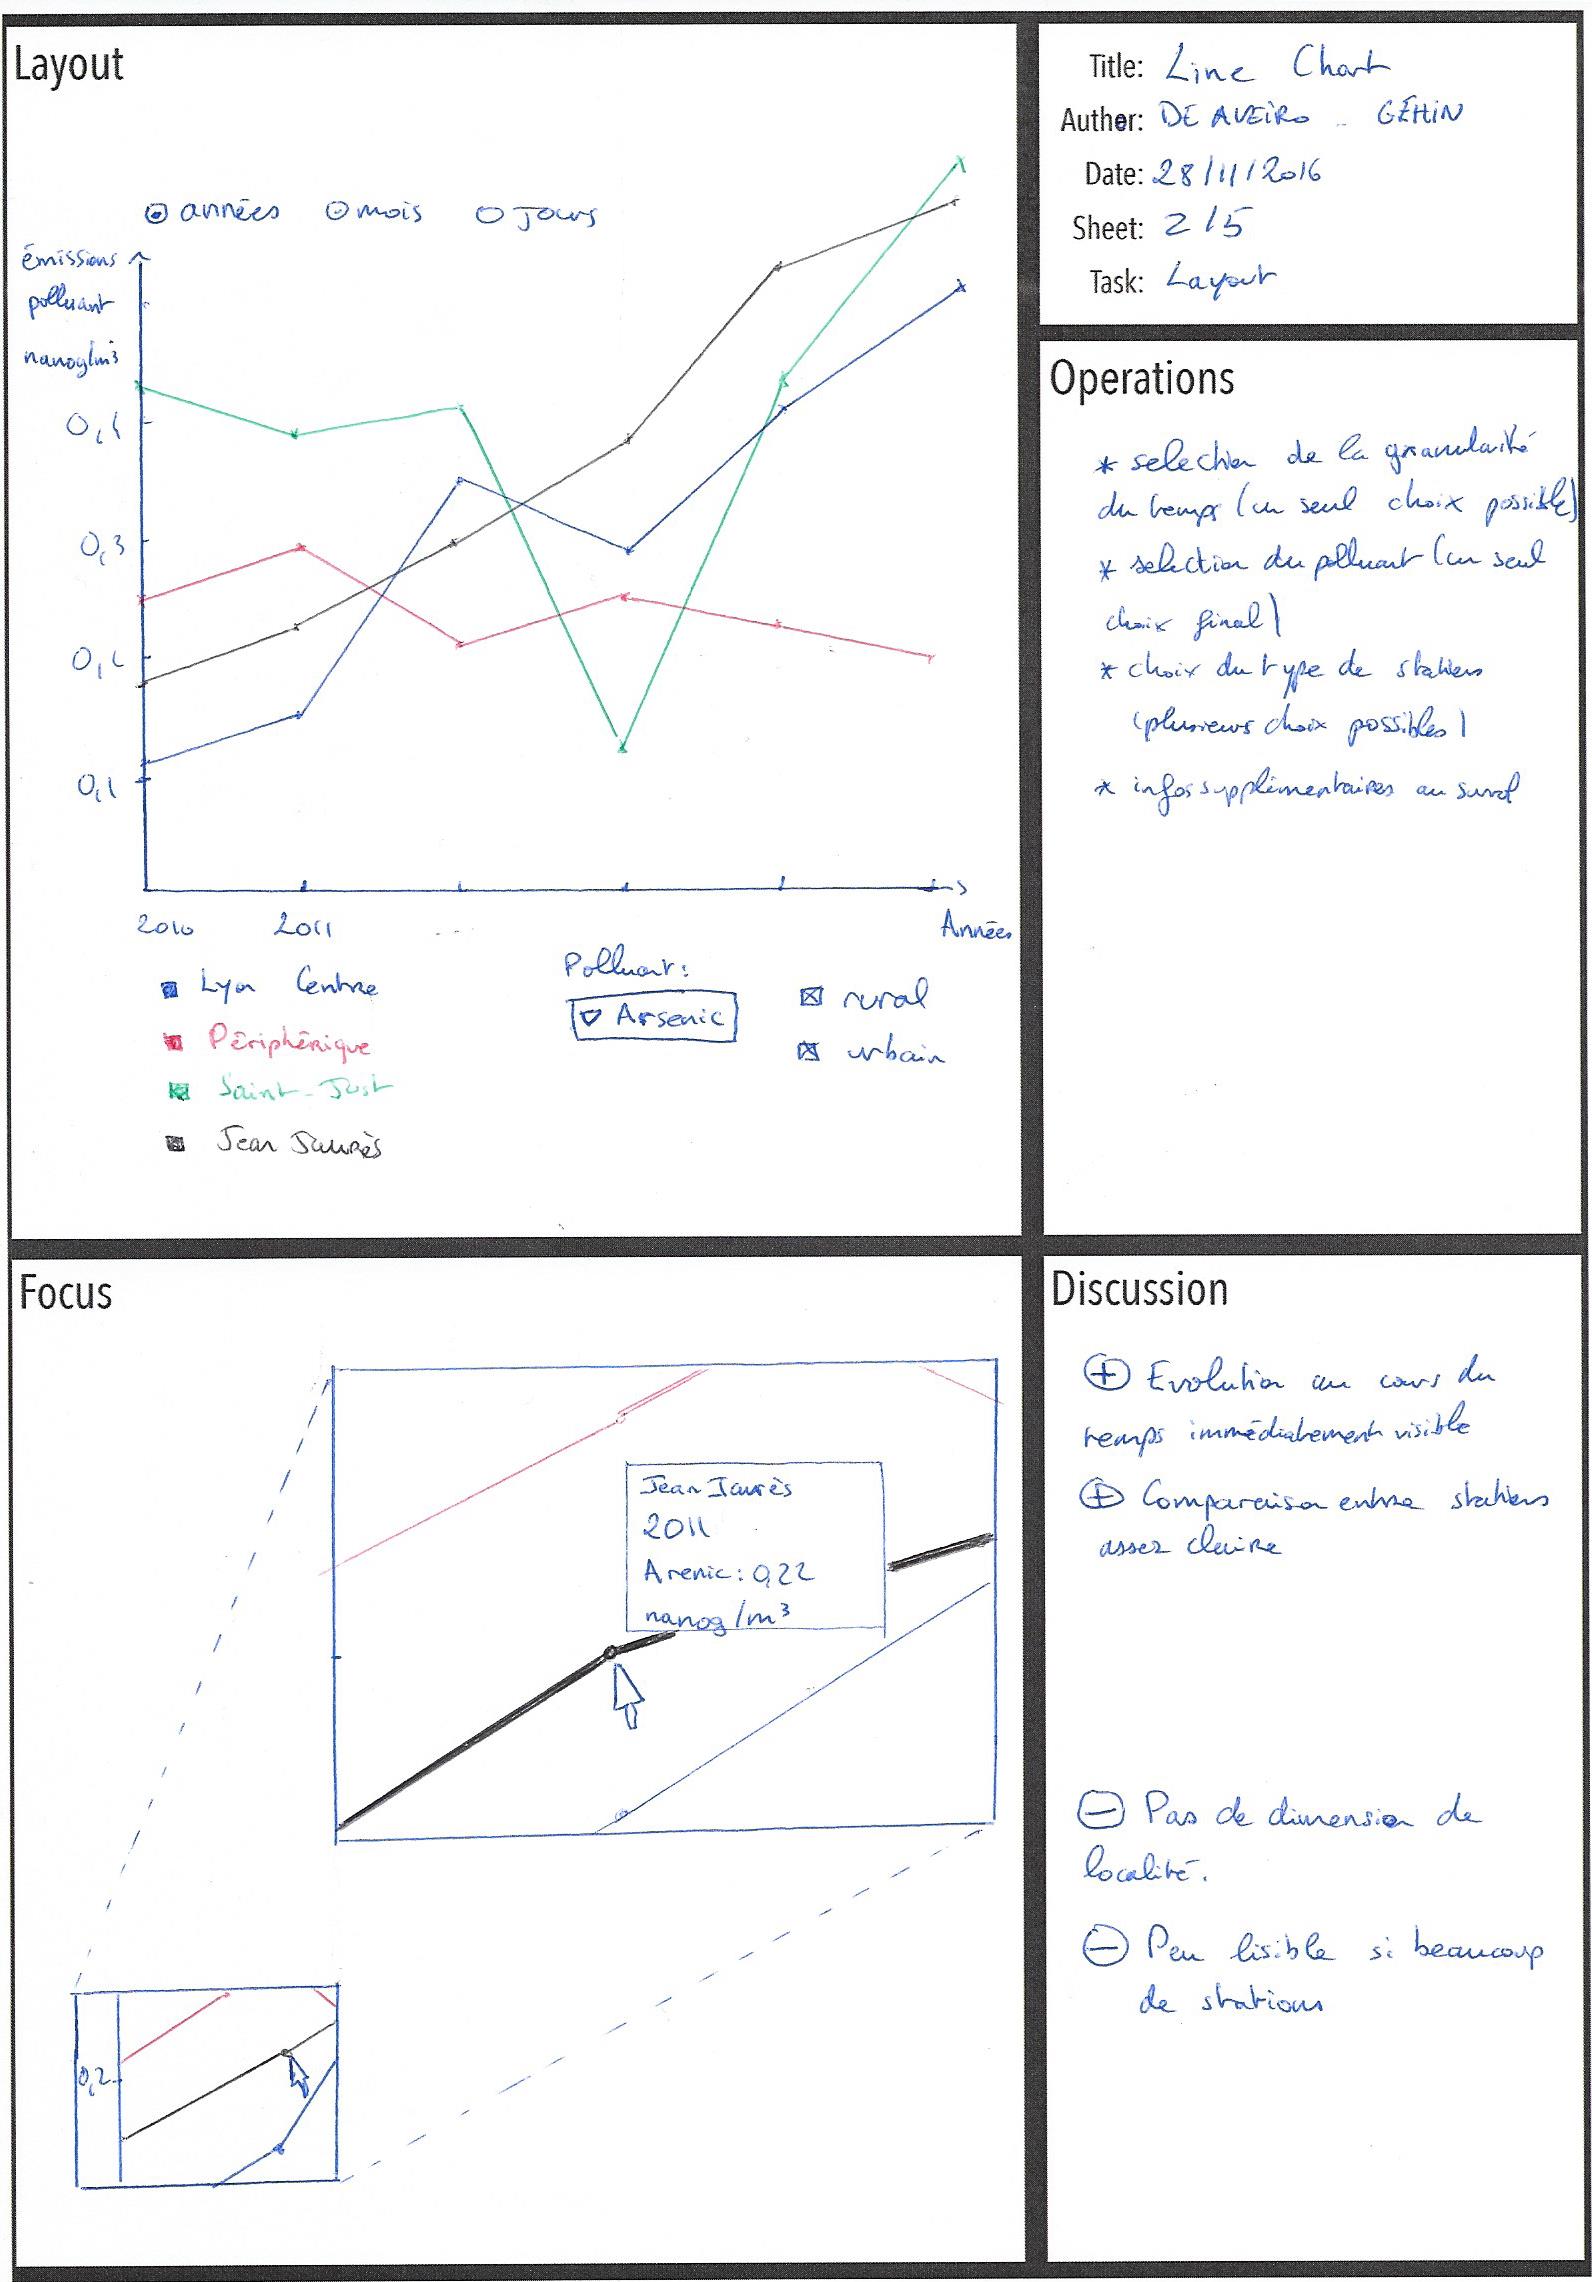 Layout
années mois Jours
émissions
polluant
nanog/m³
0,4
0,3
0,2
0,1
2010 2011 ... Années
Lyon Centre
Périphérique
Saint-Just
Jean Jaurès
Polluant:
Arsenic
rural
urbain
Title: Line Chart
Author: DE AVEIRO - GÉHIN
Date: 28/11/2016
Sheet: 2/5
Task: Layout
Operations
* selection de la granularité
du temps (un seul choix possible)
* selection du polluant (un seul
choix final)
* choix du type de stations
(plusieurs choix possibles)
* infos supplémentaires au survol
Focus
Jean Jaurès
2011
Arenic: 0,22
nanog/m³
0,2
Discussion
+ Evolution au cours du
temps immédiatement visible
+ Comparaison entre stations
assez claire
- Pas de dimension de
localité.
- Peu lisible si beaucoup
de stations